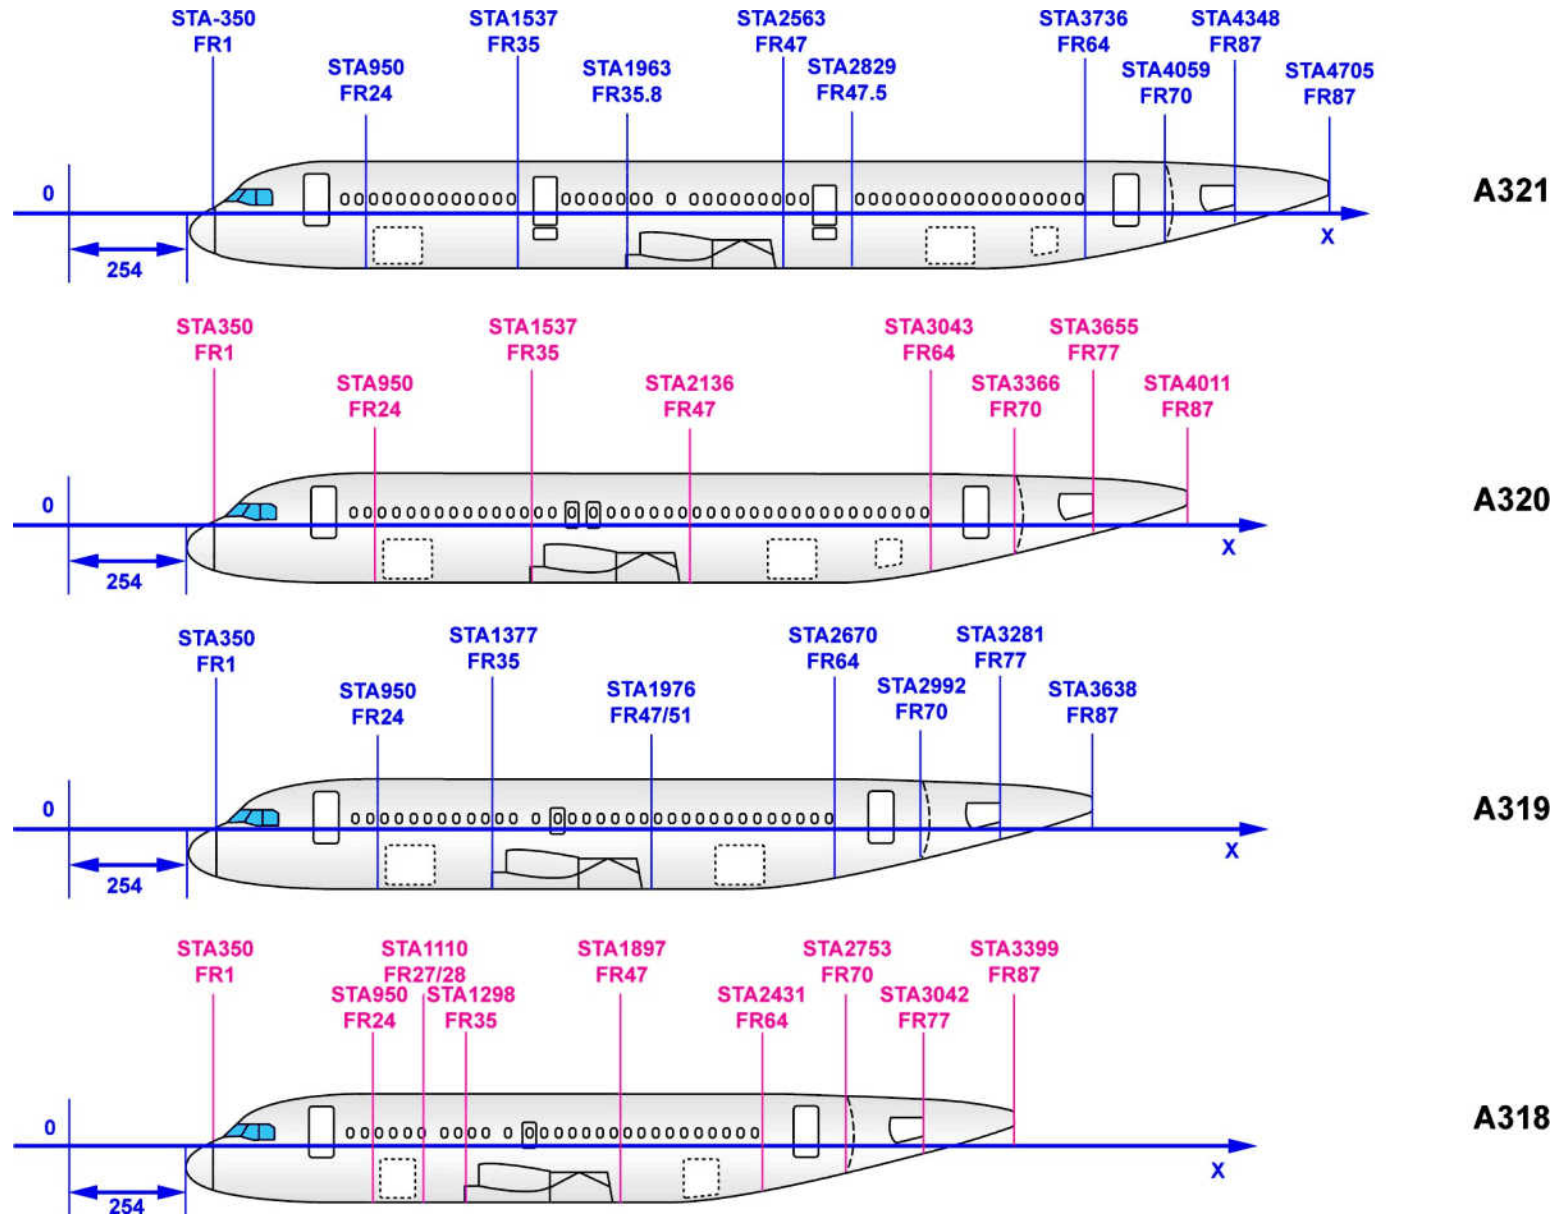 STA-350
FR1
STA1537
FR35
STA2563
FR47
STA3736
FR64
STA4348
FR87
STA950
FR24
STA1963
FR35.8
STA2829
FR47.5
STA4059
FR70
STA4705
FR87
0
A321
X
254
STA350
FR1
STA1537
FR35
STA3043
FR64
STA3655
FR77
STA950
FR24
STA2136
FR47
STA3366
FR70
STA4011
FR87
0
A320
X
254
STA350
FR1
STA1377
FR35
STA2670
FR64
STA3281
FR77
STA950
FR24
STA1976
FR47/51
STA2992
FR70
STA3638
FR87
0
A319
X
254
STA350
FR1
STA1110
FR27/28
STA1897
FR47
STA2753
FR70
STA3399
FR87
STA950
FR24
STA1298
FR35
STA2431
FR64
STA3042
FR77
0
A318
X
254